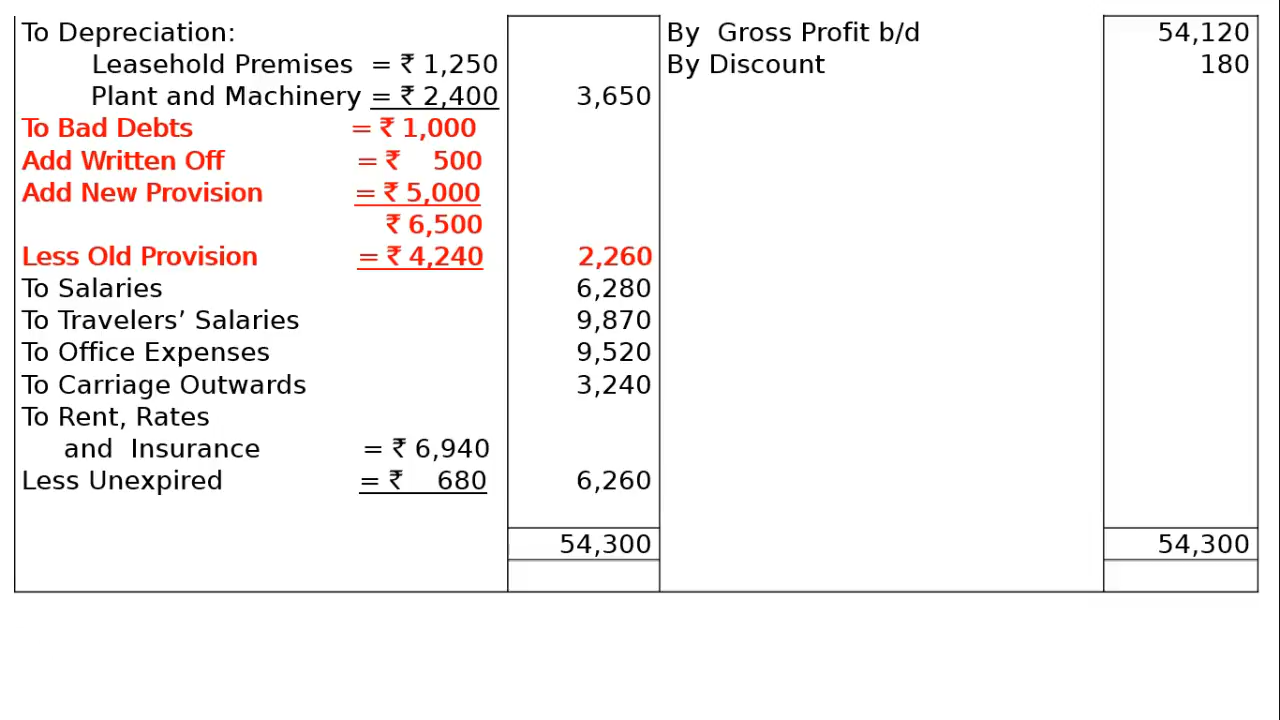 To Depreciation: By Gross Profit b/d 54,120
Leasehold Premises = ₹ 1,250 By Discount 180
Plant and Machinery = ₹ 2,400 3,650
To Bad Debts = ₹ 1,000
Add Written Off = ₹ 500
Add New Provision = ₹ 5,000
₹ 6,500
Less Old Provision = ₹ 4,240 2,260
To Salaries 6,280
To Travelers’ Salaries 9,870
To Office Expenses 9,520
To Carriage Outwards 3,240
To Rent, Rates
and Insurance = ₹ 6,940
Less Unexpired = ₹ 680 6,260
54,300 54,300